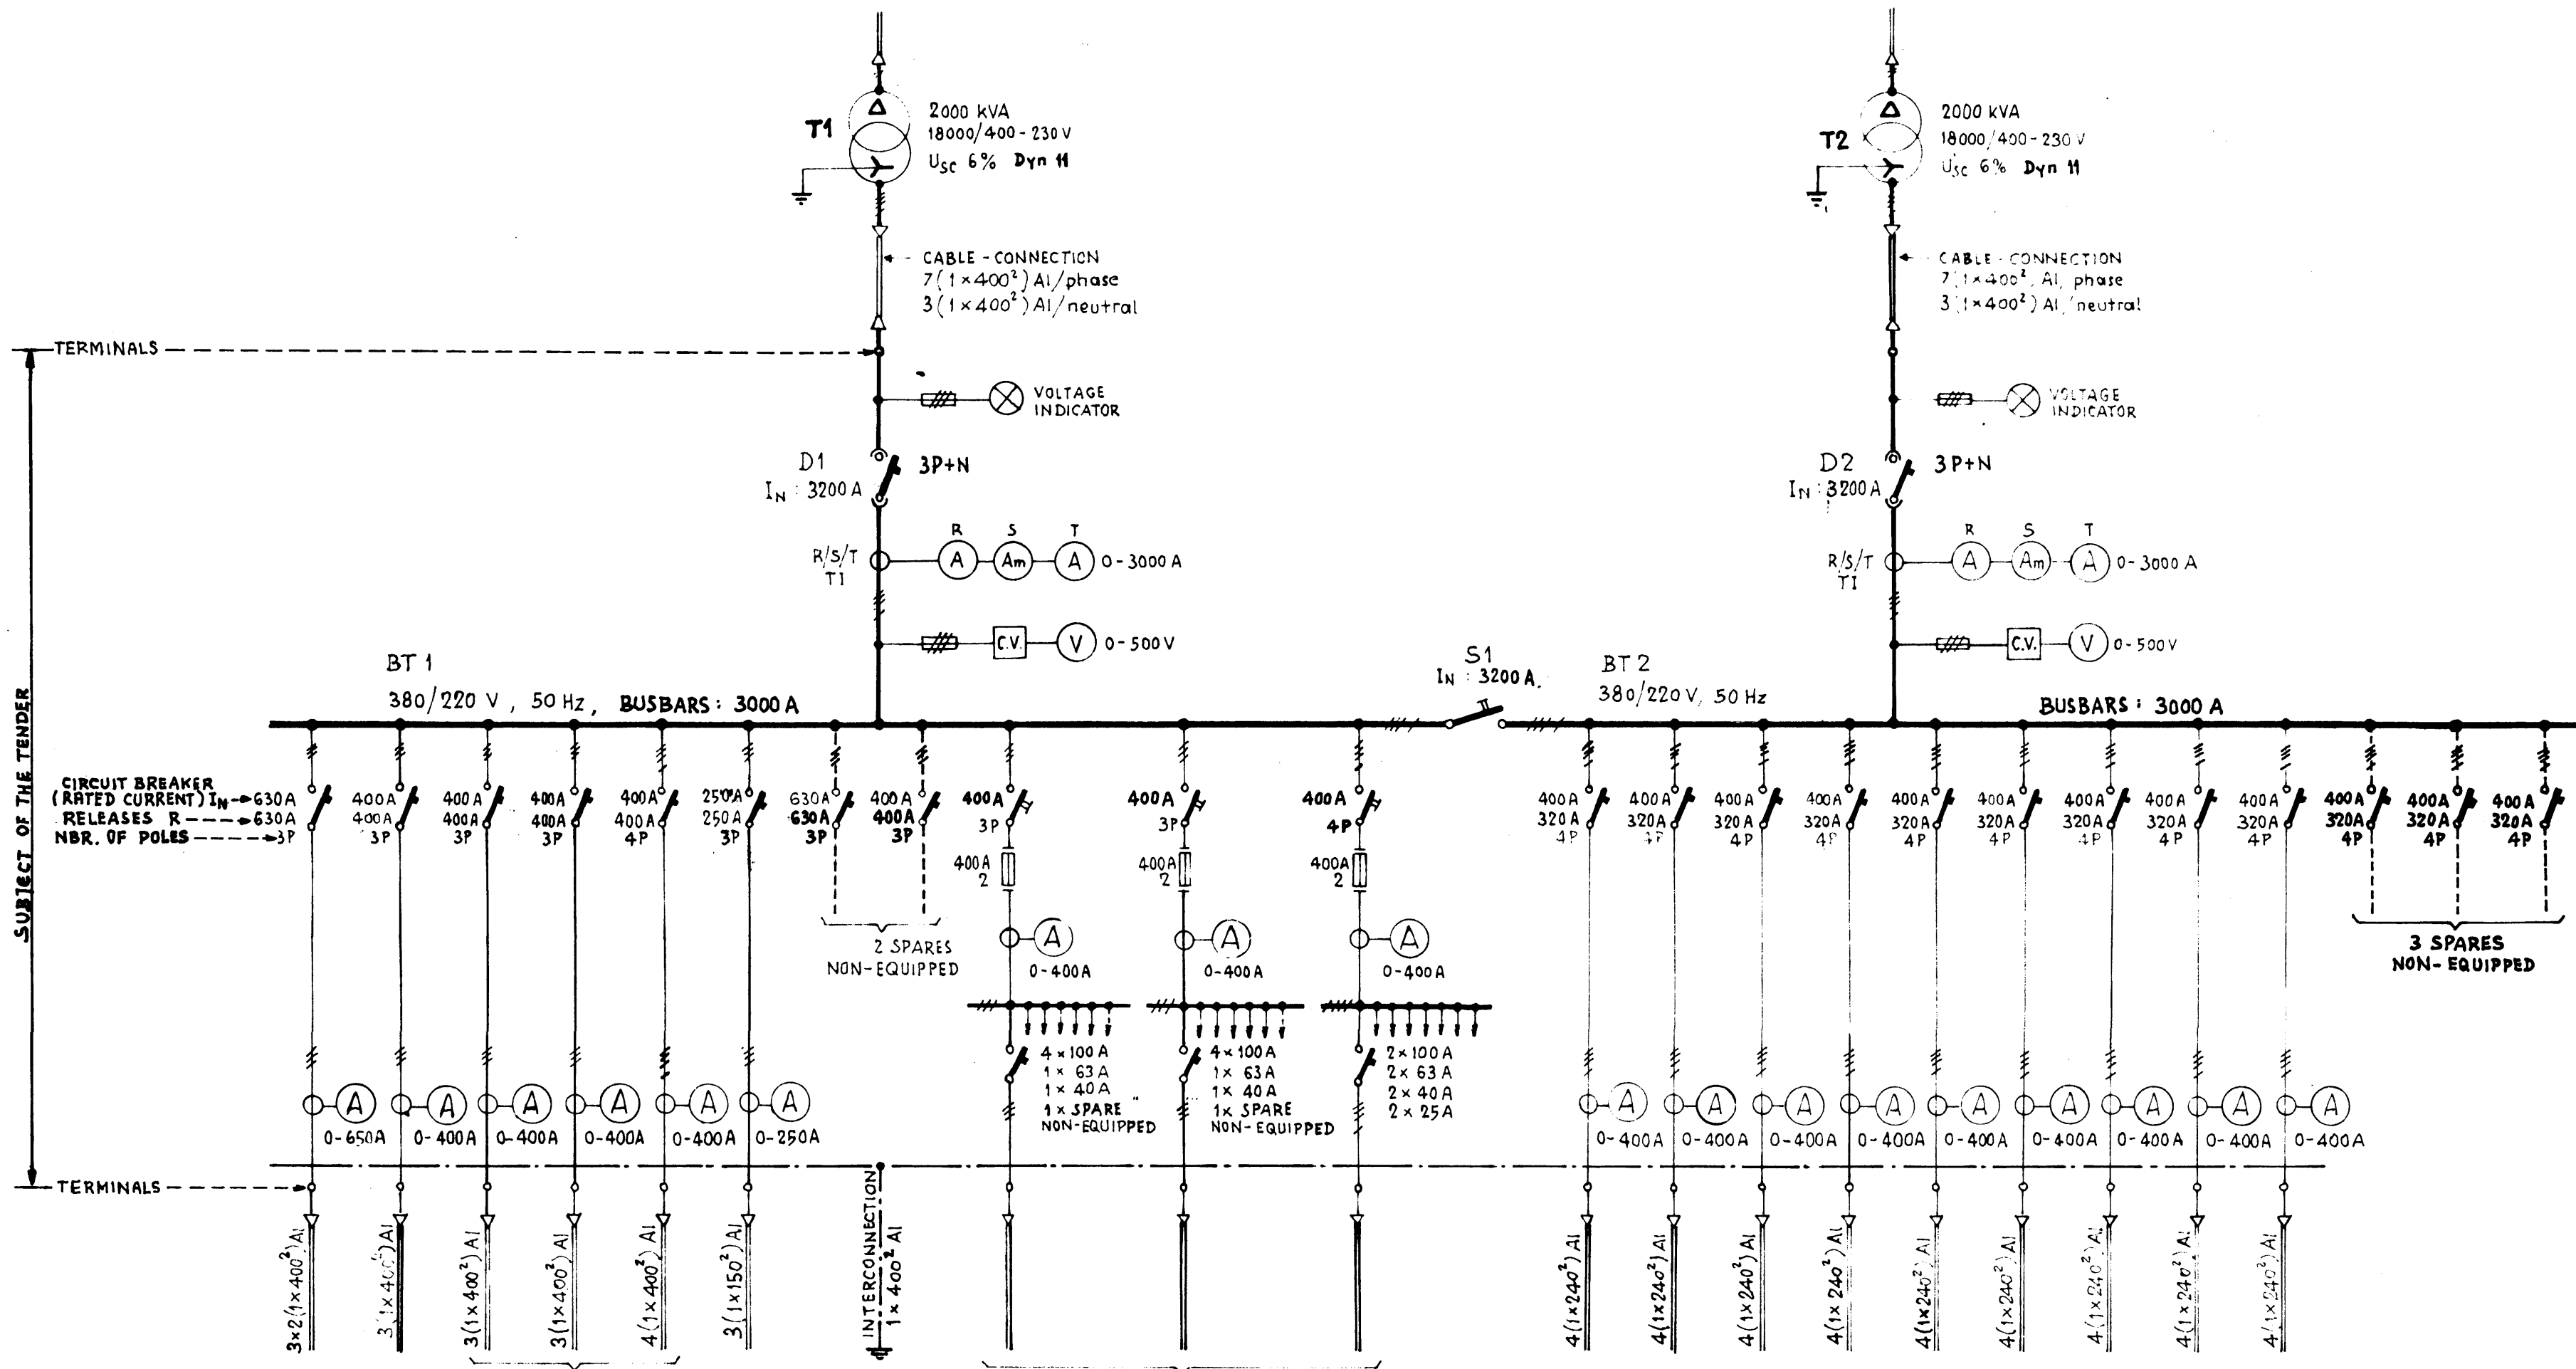 T1
2000 kVA
18000/400-230 V
Usc 6% Dyn 11
T2
2000 kVA
18000/400-230 V
Usc 6% Dyn 11
CABLE-CONNECTION
7(1×400²) Al/phase
3(1×400²) Al/neutral
CABLE-CONNECTION
7(1×400², Al, phase
3(1×400²) Al/neutral
TERMINALS
VOLTAGE
INDICATOR
VOLTAGE
INDICATOR
D1
IN : 3200 A
3P+N
D2
IN : 3200 A
3P+N
R S T
R/S/T
TI
A Am A 0-3000 A
R S T
R/S/T
TI
A Am A 0-3000 A
C.V. V 0-500V
C.V. V 0-500V
BT 1
380/220 V, 50 Hz, BUSBARS: 3000 A
S1
IN : 3200 A.
BT 2
380/220V, 50 Hz
BUSBARS: 3000 A
SUBJECT OF THE TENDER
CIRCUIT BREAKER
(RATED CURRENT) IN
RELEASES R
NBR. OF POLES
630A
630A
3P
400A
400A
3P
400A
400A
3P
400A
400A
3P
400A
400A
4P
250A
250A
3P
630A
630A
3P
400A
400A
3P
2 SPARES
NON-EQUIPPED
400A
3P
400A
2
A
0-400A
400A
3P
400A
2
A
0-400A
400A
4P
400A
2
A
0-400A
400A
320A
4P
400A
320A
4P
400A
320A
4P
400A
320A
4P
400A
320A
4P
400A
320A
4P
400A
320A
4P
400A
320A
4P
400A
320A
4P
400A
320A
4P
400A
320A
4P
400A
320A
4P
3 SPARES
NON-EQUIPPED
4×100A
1× 63A
1× 40A
1×SPARE
NON-EQUIPPED
4×100A
1× 63A
1× 40A
1× SPARE
NON-EQUIPPED
2×100A
2× 63A
2×40A
2×25A
A A A A A A
0-650A 0-400A 0-400A 0-400A 0-400A 0-250A
A A A A A A A A A
0-400A 0-400A 0-400A 0-400A 0-400A 0-400A 0-400A 0-400A 0-400A
TERMINALS
3×2(1×400²)Al
3(1×400²)Al
3(1×400²)Al
3(1×400²)Al
4(1×400²)Al
3(1×150²)Al
INTERCONNECTION
1×400² Al
4(1×240²)Al
4(1×240²)Al
4(1×240²)Al
4(1×240²)Al
4(1×240²)Al
4(1×240²)Al
4(1×240²)Al
4(1×240²)Al
4(1×240²)Al